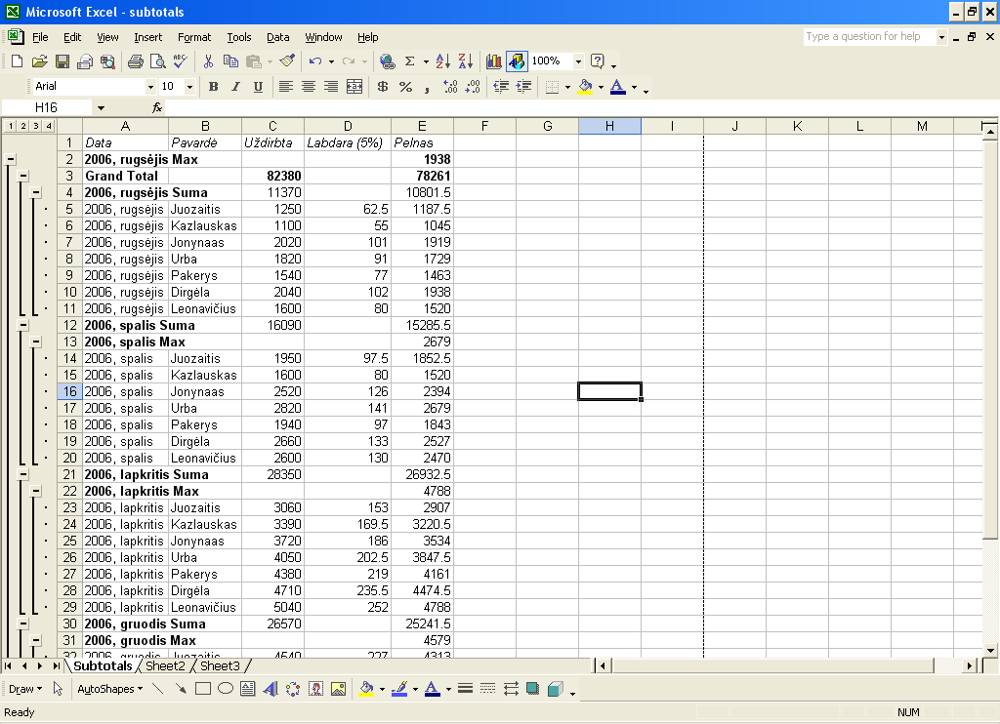 Microsoft Excel - subtotals
File Edit View Insert Format Tools Data Window Help Type a question for help
100%
Arial 10 B I U $ % ,
H16 fx
1 2 3 4 A B C D E F G H I J K L M
1 Data Pavardė Uždirbta Labdara (5%) Pelnas
2 2006, rugsėjis Max 1938
3 Grand Total 82380 78261
4 2006, rugsėjis Suma 11370 10801.5
5 2006, rugsėjis Juozaitis 1250 62.5 1187.5
6 2006, rugsėjis Kazlauskas 1100 55 1045
7 2006, rugsėjis Jonynaas 2020 101 1919
8 2006, rugsėjis Urba 1820 91 1729
9 2006, rugsėjis Pakerys 1540 77 1463
10 2006, rugsėjis Dirgėla 2040 102 1938
11 2006, rugsėjis Leonavičius 1600 80 1520
12 2006, spalis Suma 16090 15285.5
13 2006, spalis Max 2679
14 2006, spalis Juozaitis 1950 97.5 1852.5
15 2006, spalis Kazlauskas 1600 80 1520
16 2006, spalis Jonynaas 2520 126 2394
17 2006, spalis Urba 2820 141 2679
18 2006, spalis Pakerys 1940 97 1843
19 2006, spalis Dirgėla 2660 133 2527
20 2006, spalis Leonavičius 2600 130 2470
21 2006, lapkritis Suma 28350 26932.5
22 2006, lapkritis Max 4788
23 2006, lapkritis Juozaitis 3060 153 2907
24 2006, lapkritis Kazlauskas 3390 169.5 3220.5
25 2006, lapkritis Jonynaas 3720 186 3534
26 2006, lapkritis Urba 4050 202.5 3847.5
27 2006, lapkritis Pakerys 4380 219 4161
28 2006, lapkritis Dirgėla 4710 235.5 4474.5
29 2006, lapkritis Leonavičius 5040 252 4788
30 2006, gruodis Suma 26570 25241.5
31 2006, gruodis Max 4579
32 2006, gruodis Juozaitis 4540 227 4313
Subtotals Sheet2 Sheet3
Draw AutoShapes
Ready NUM